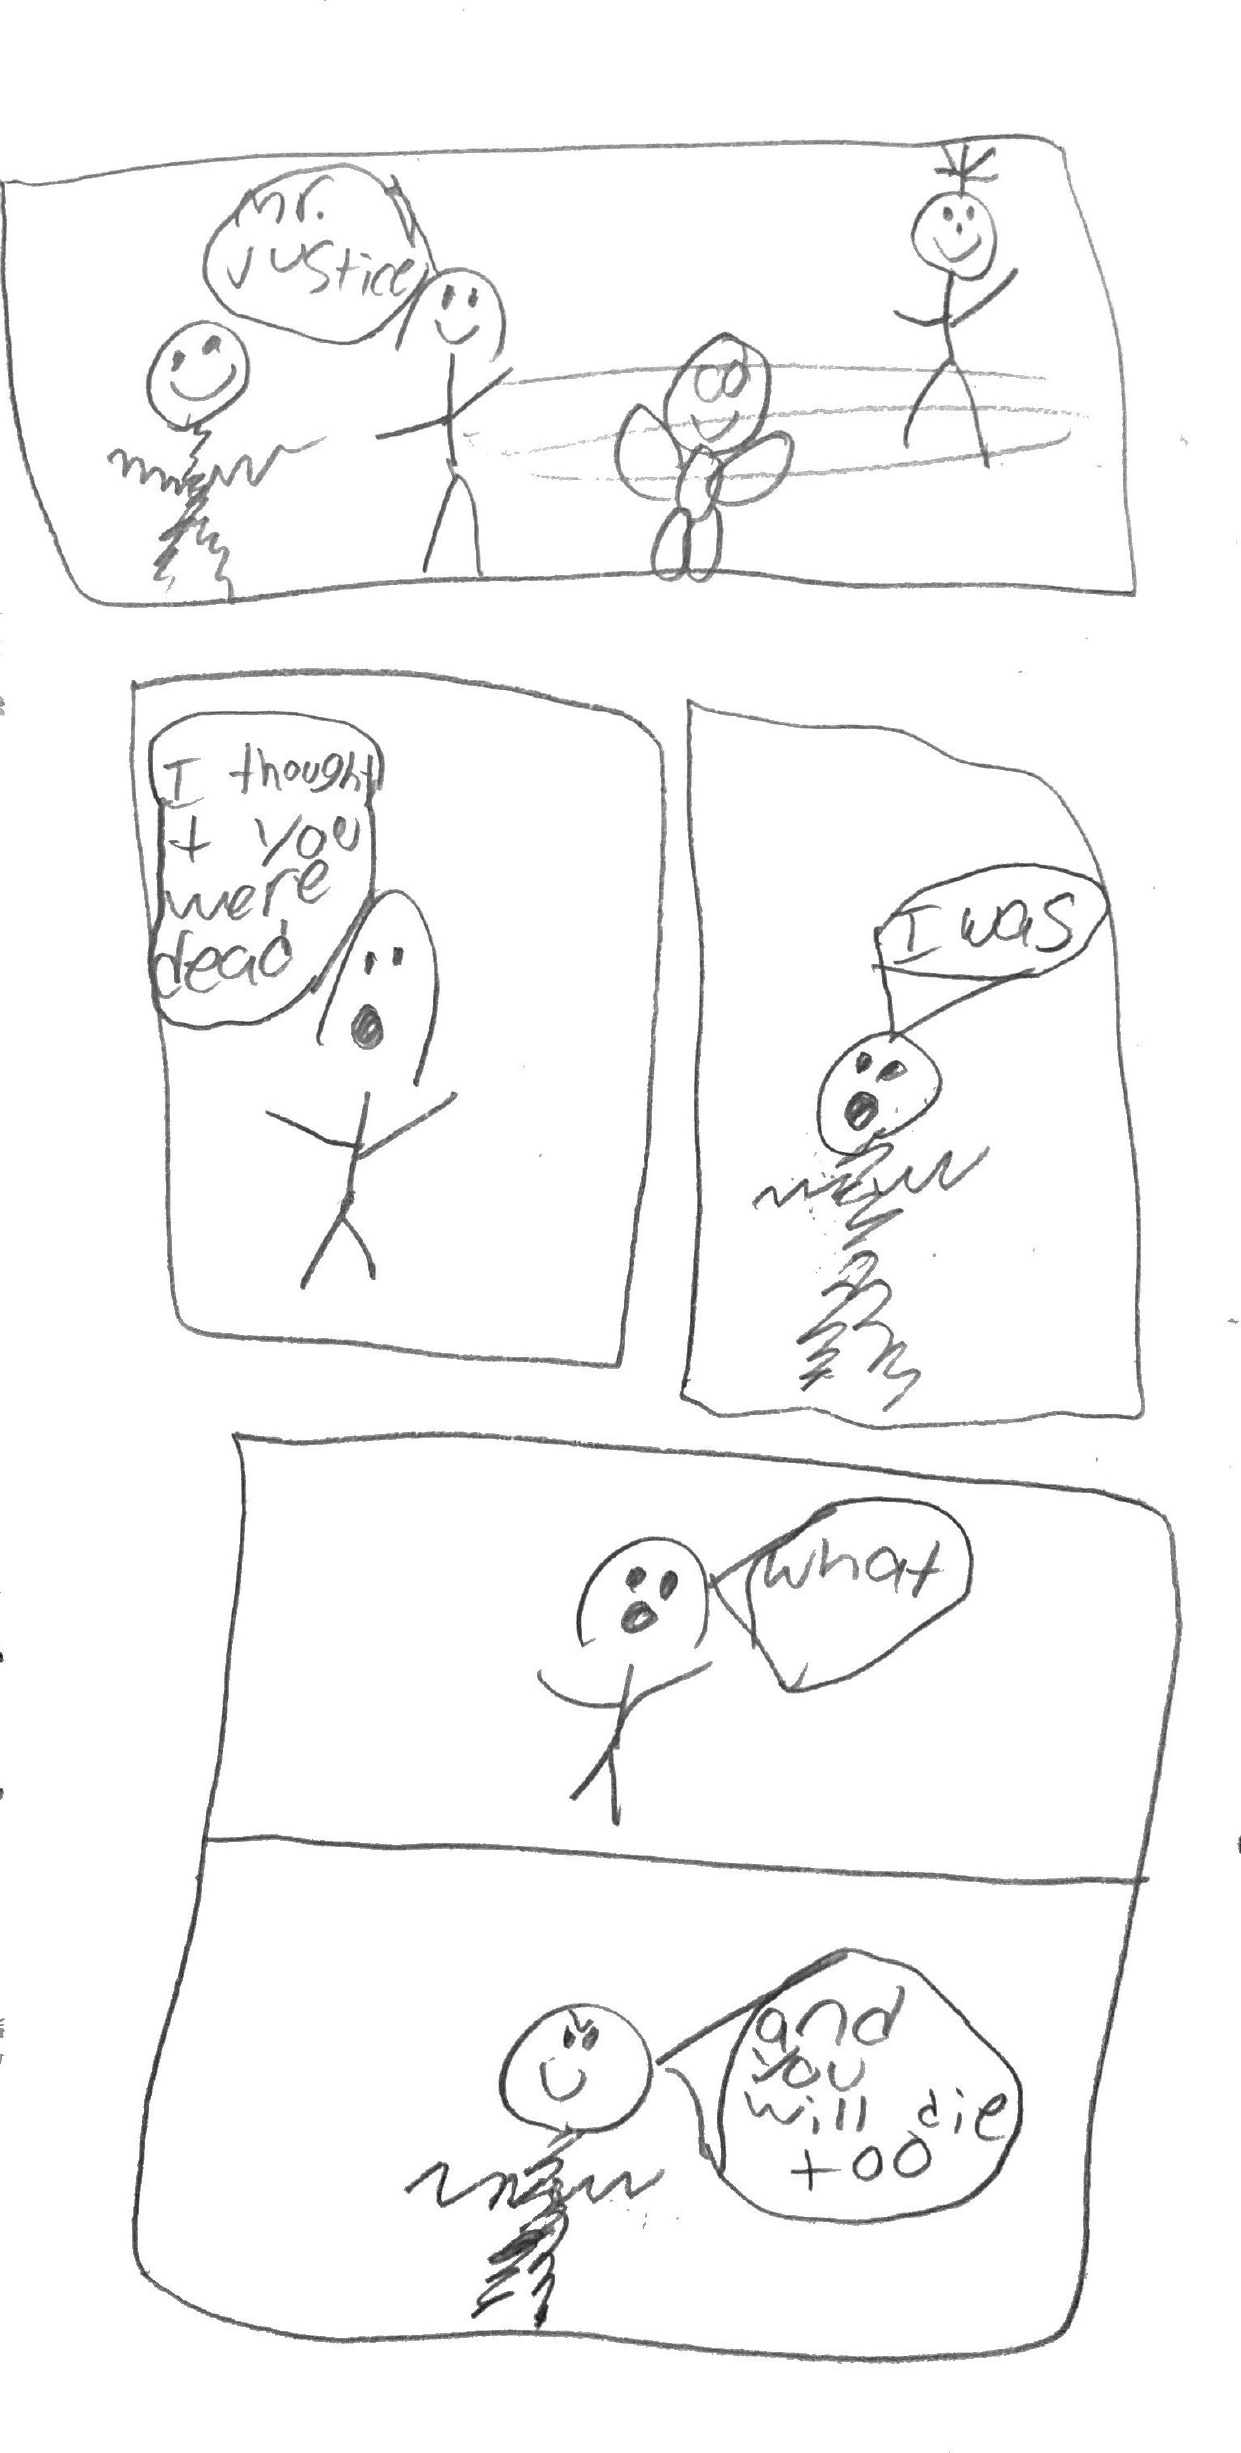 Mr.
Justice
I thought
t you
were
dead
I was
what
and
you
will die
too